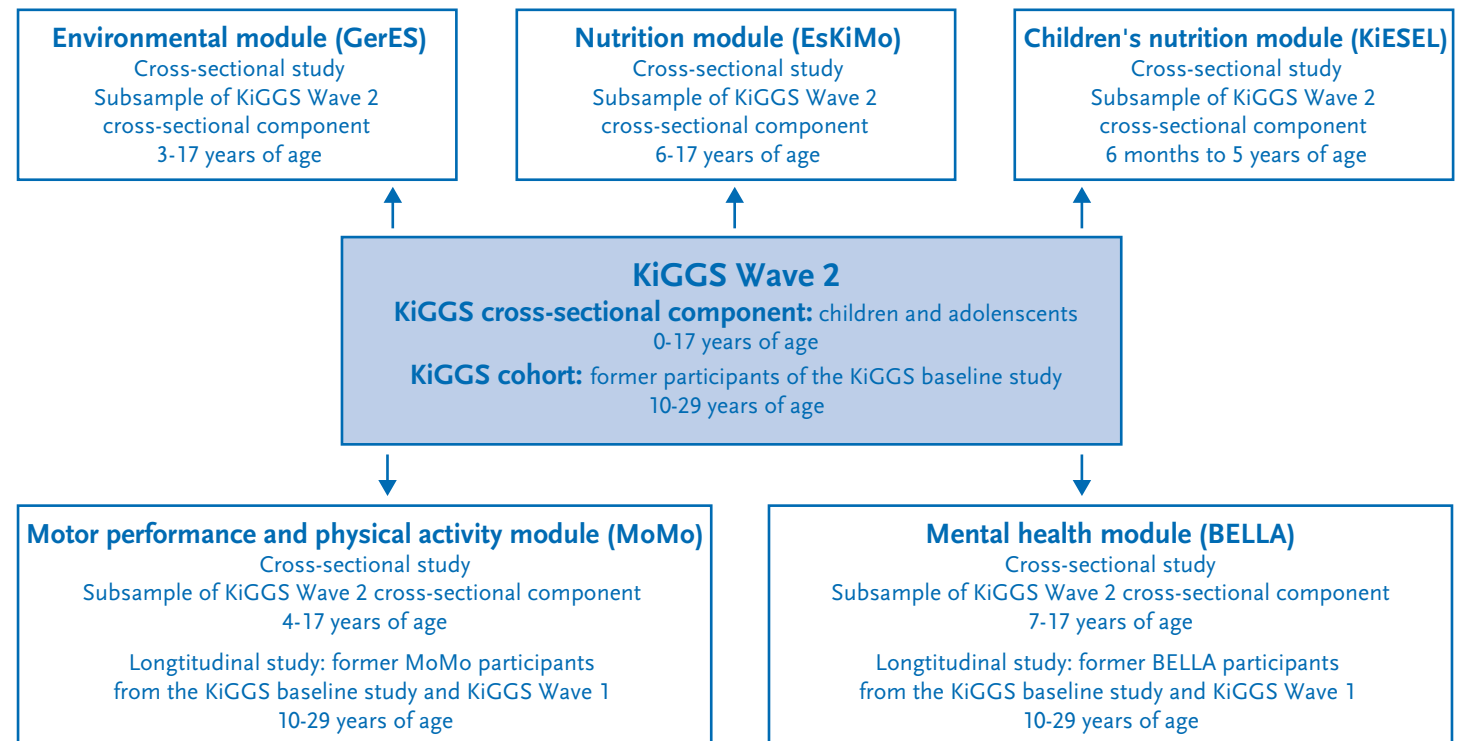 Environmental module (GerES)
Cross-sectional study
Subsample of KiGGS Wave 2
cross-sectional component
3-17 years of age
Nutrition module (EsKiMo)
Cross-sectional study
Subsample of KiGGS Wave 2
cross-sectional component
6-17 years of age
Children's nutrition module (KiESEL)
Cross-sectional study
Subsample of KiGGS Wave 2
cross-sectional component
6 months to 5 years of age
KiGGS Wave 2
KiGGS cross-sectional component: children and adolenscents
0-17 years of age
KiGGS cohort: former participants of the KiGGS baseline study
10-29 years of age
Motor performance and physical activity module (MoMo)
Cross-sectional study
Subsample of KiGGS Wave 2 cross-sectional component
4-17 years of age
Longtitudinal study: former MoMo participants
from the KiGGS baseline study and KiGGS Wave 1
10-29 years of age
Mental health module (BELLA)
Cross-sectional study
Subsample of KiGGS Wave 2 cross-sectional component
7-17 years of age
Longtitudinal study: former BELLA participants
from the KiGGS baseline study and KiGGS Wave 1
10-29 years of age